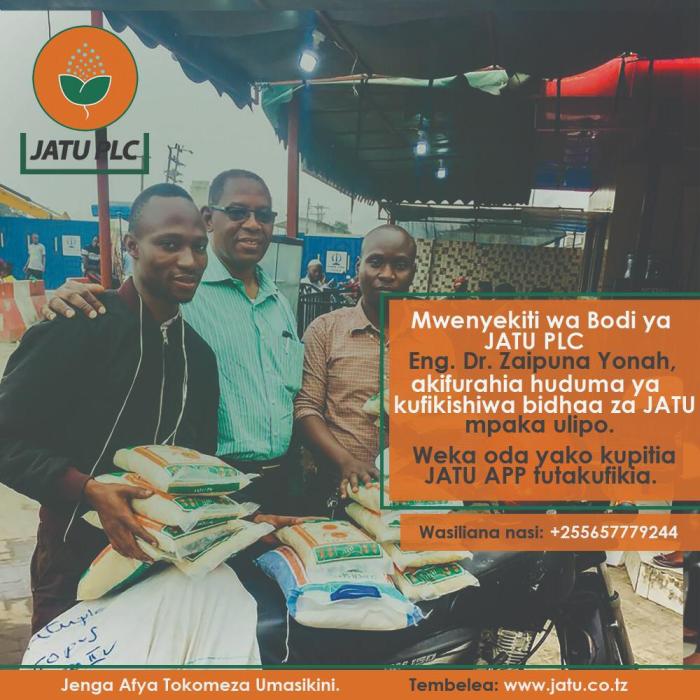 JATU PLC
Mwenyekiti wa Bodi ya
JATU PLC
Eng. Dr. Zaipuna Yonah,
akifurahia huduma ya
kufikishiwa bidhaa za JATU
mpaka ulipo.
Weka oda yako kupitia
JATU APP tutakufikia.
Wasiliana nasi: +255657779244
Jenga Afya Tokomeza Umasikini.
Tembelea: www.jatu.co.tz